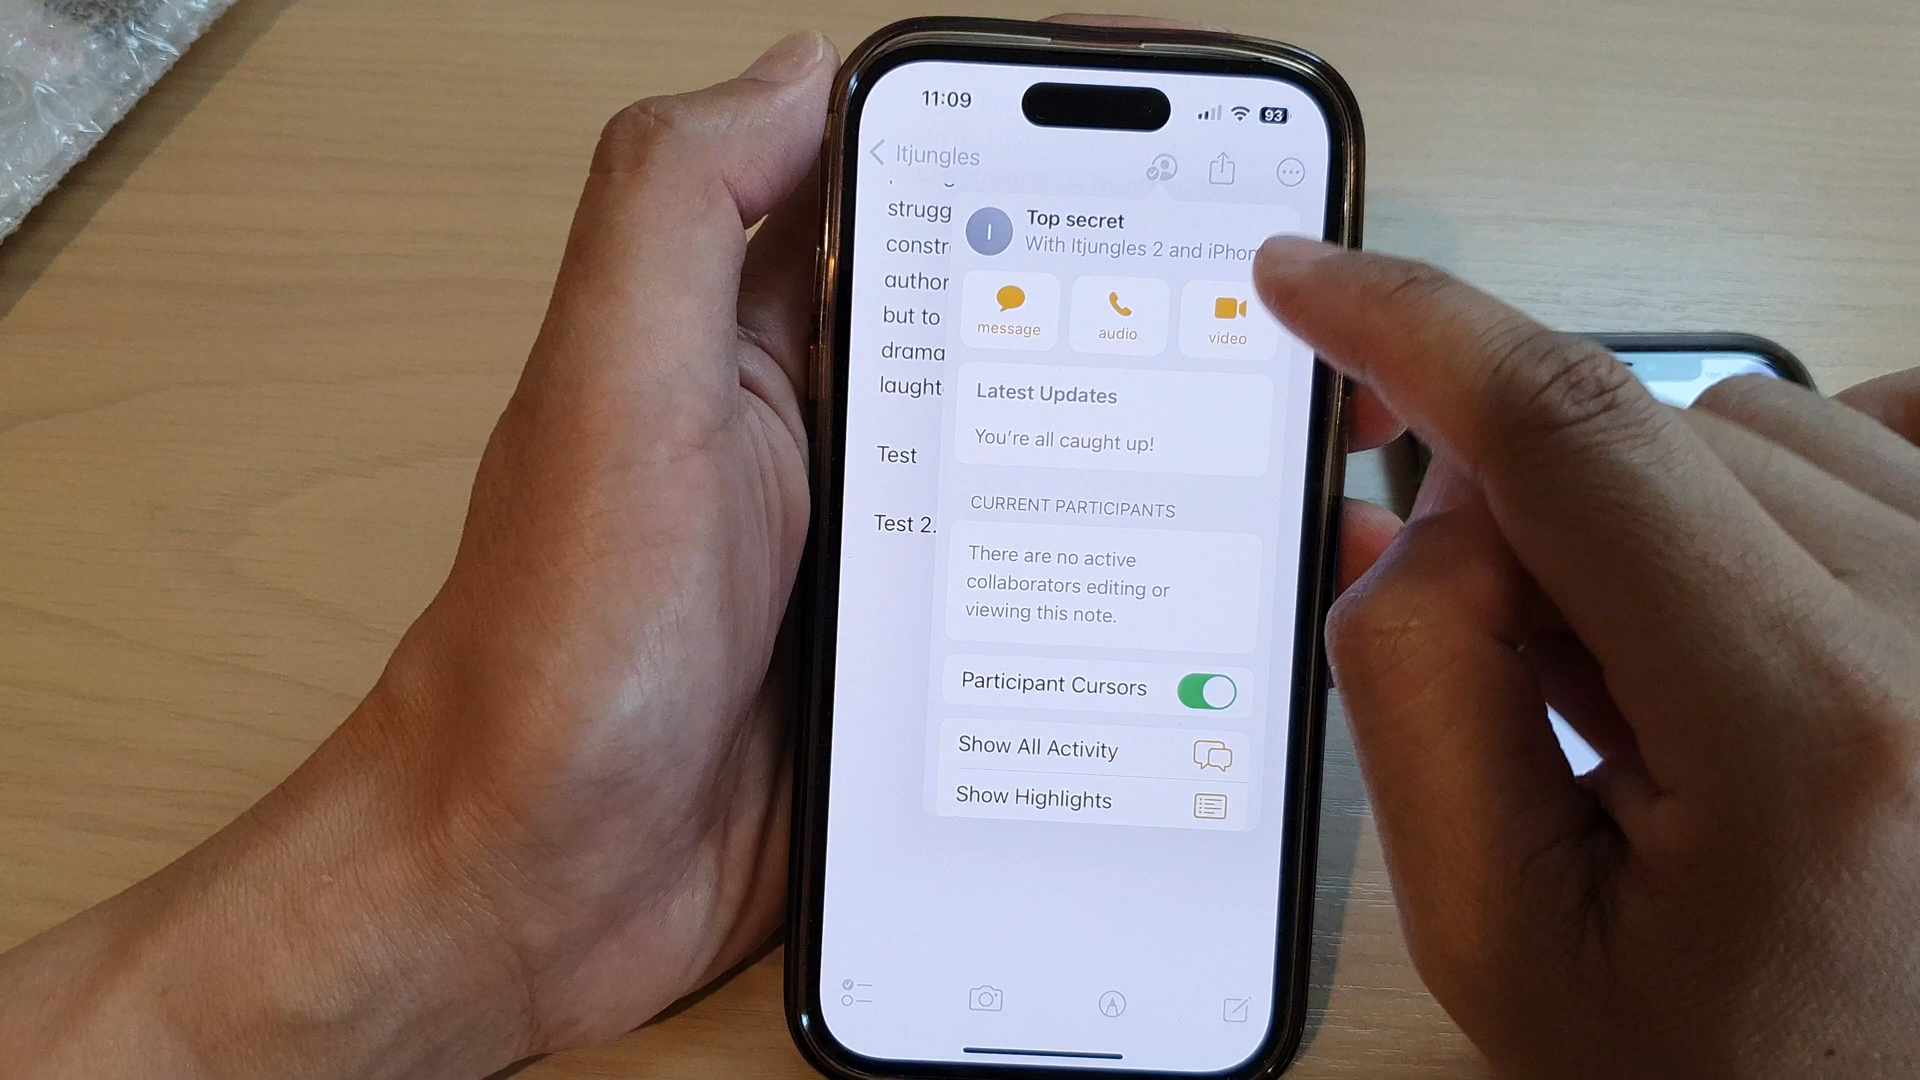 11:09
93
Itjungles
strugg
constr
author
but to
drama
laught
Test
Test 2.
I
Top secret
With Itjungles 2 and iPhon
message
audio
video
Latest Updates
You're all caught up!
CURRENT PARTICIPANTS
There are no active
collaborators editing or
viewing this note.
Participant Cursors
Show All Activity
Show Highlights